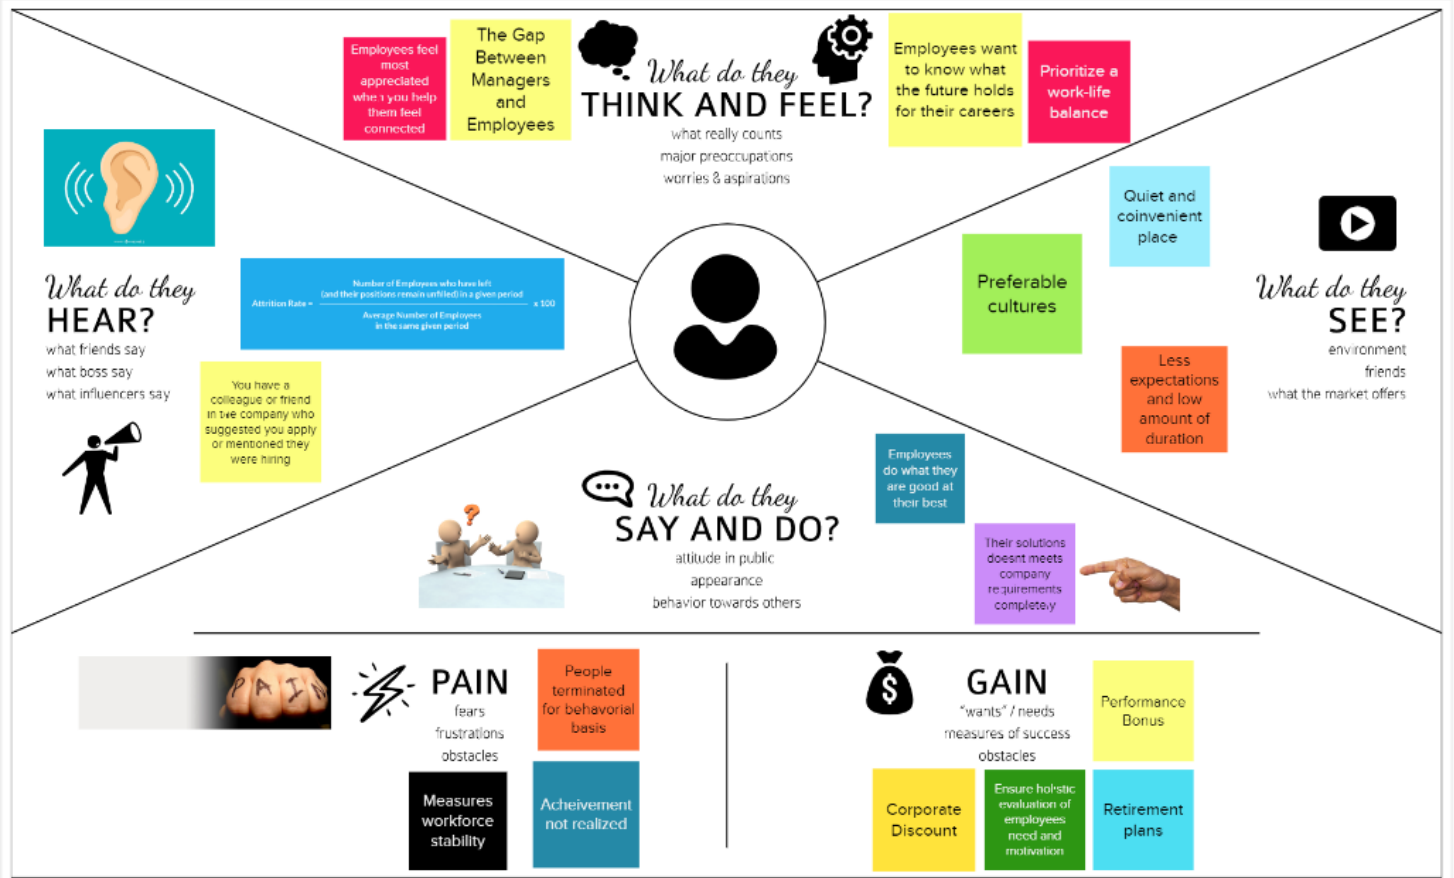 Employees feel
most
appreciated
when you help
them feel
connected
The Gap
Between
Managers
and
Employees
What do they
THINK AND FEEL?
what really counts
major preoccupations
worries & aspirations
Employees want
to know what
the future holds
for their careers
Prioritize a
work-life
balance
What do they
HEAR?
what friends say
what boss say
what influencers say
Attrition Rate =
Number of Employees who have left
(and their positions remain unfilled) in a given period
Average Number of Employees
in the same given period
x 100
You have a
colleague or friend
in the company who
suggested you apply
or mentioned they
were hiring
Quiet and
coinvenient
place
Preferable
cultures
What do they
SEE?
environment
friends
what the market offers
Less
expectations
and low
amount of
duration
What do they
SAY AND DO?
attitude in public
appearance
behavior towards others
Employees
do what they
are good at
their best
Their solutions
doesnt meets
company
requirements
completely
PAIN
PAIN
fears
frustrations
obstacles
People
terminated
for behavorial
basis
Measures
workforce
stability
Acheivement
not realized
$
GAIN
"wants" / needs
measures of success
obstacles
Performance
Bonus
Corporate
Discount
Ensure holistic
evaluation of
employees
need and
motivation
Retirement
plans